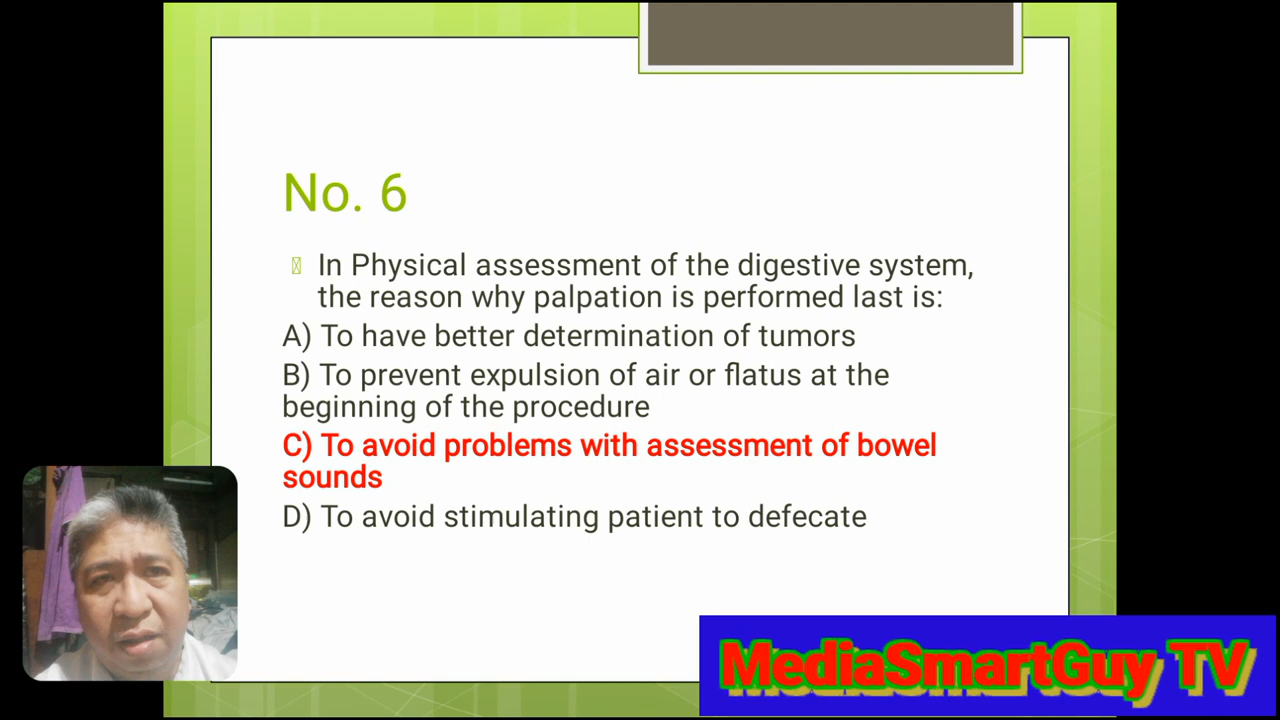 No. 6
In Physical assessment of the digestive system,
the reason why palpation is performed last is:
A) To have better determination of tumors
B) To prevent expulsion of air or flatus at the
beginning of the procedure
C) To avoid problems with assessment of bowel
sounds
D) To avoid stimulating patient to defecate
MediaSmartGuy TV